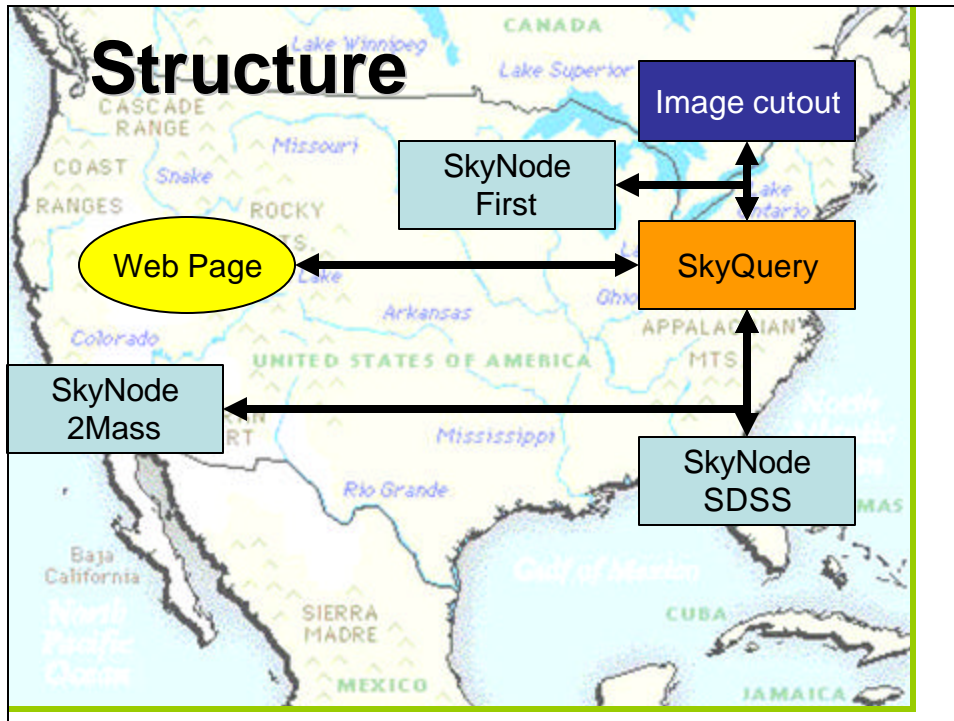 Structure
CANADA
Lake Winnipeg
Lake Superior
Image cutout
CASCADE
RANGE
Missouri
SkyNode
First
COAST
RANGES
Snake
ROCKY
Lake
Ontario
Web Page
SkyQuery
Lake
Ohio
Arkansas
Colorado
APPALACHIAN
MTS
UNITED STATES OF AMERICA
SkyNode
2Mass
Mississippi
North
SkyNode
SDSS
Rio Grande
Baja
California
Gulf of Mexico
North
Pacific
Ocean
SIERRA
MADRE
CUBA
MEXICO
JAMAICA